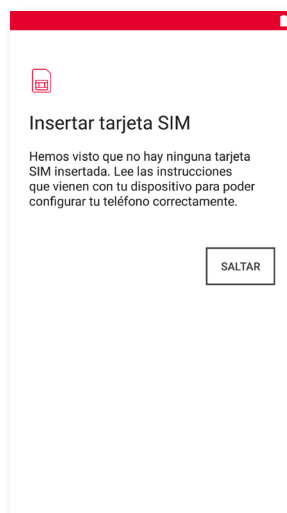 Insertar tarjeta SIM
Hemos visto que no hay ninguna tarjeta
SIM insertada. Lee las instrucciones
que vienen con tu dispositivo para poder
configurar tu teléfono correctamente.
SALTAR